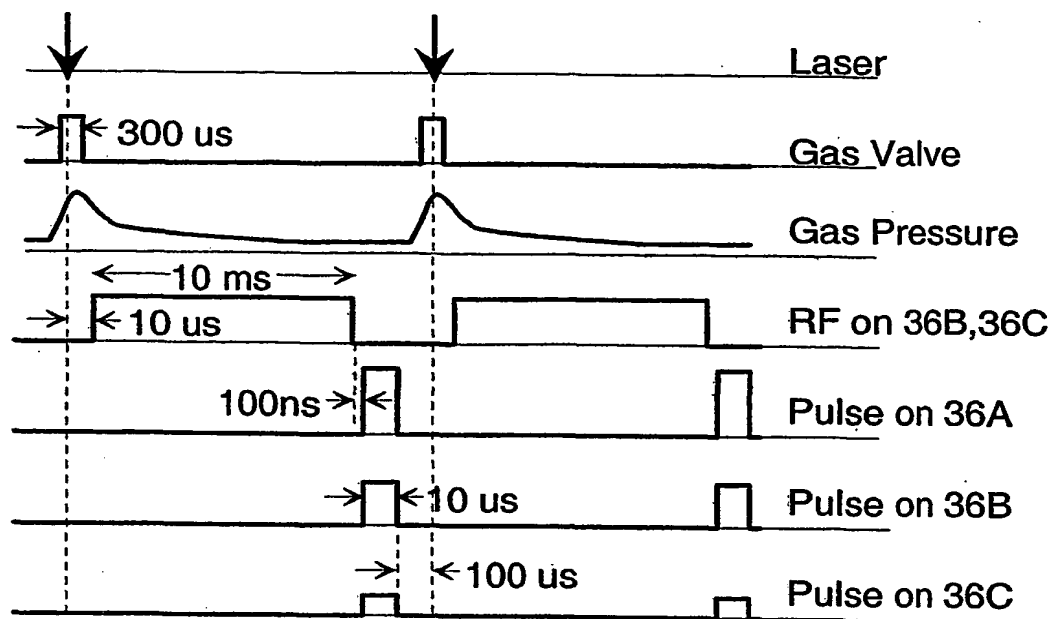 Laser
300 us
Gas Valve
Gas Pressure
10 ms
10 us
RF on 36B,36C
100ns
Pulse on 36A
10 us
Pulse on 36B
100 us
Pulse on 36C